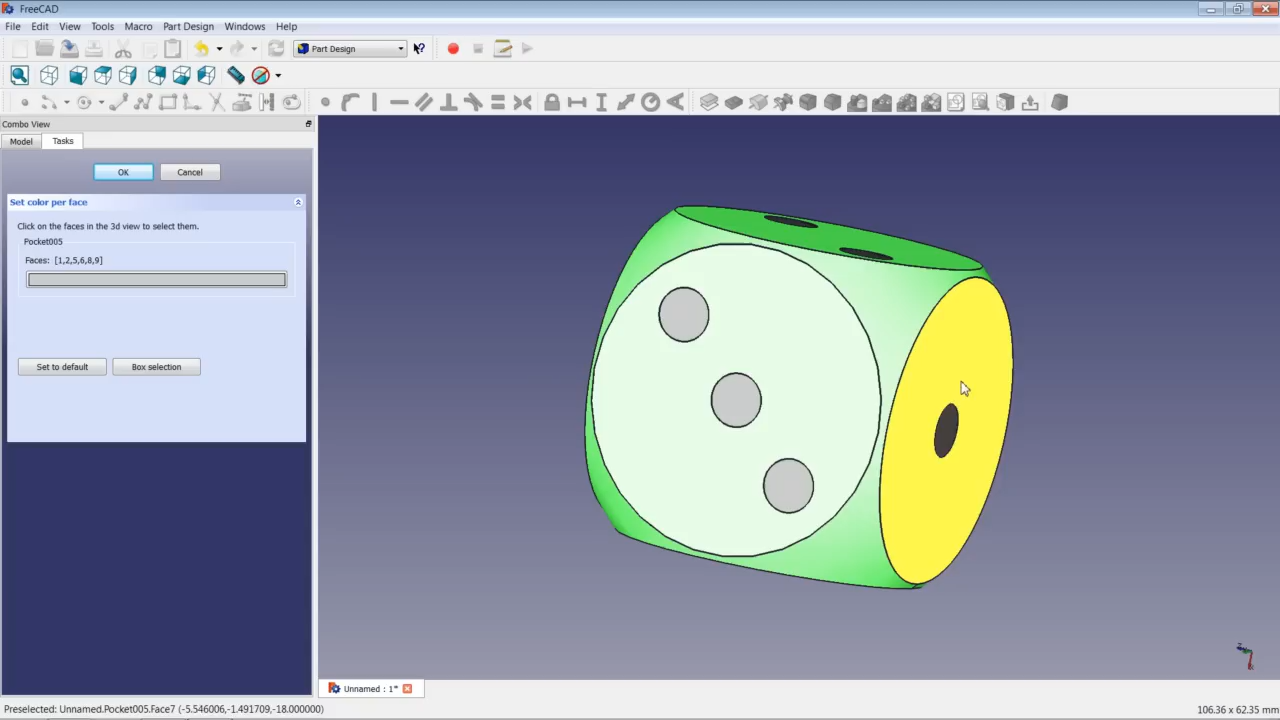 FreeCAD
File Edit View Tools Macro Part Design Windows Help
Part Design
Combo View
Model Tasks
OK Cancel
Set color per face
Click on the faces in the 3d view to select them.
Pocket005
Faces: [1,2,5,6,8,9]
Set to default Box selection
Unnamed : 1*
Preselected: Unnamed.Pocket005.Face7 (-5.546006,-1.491709,-18.000000) 106.36 x 62.35 mm